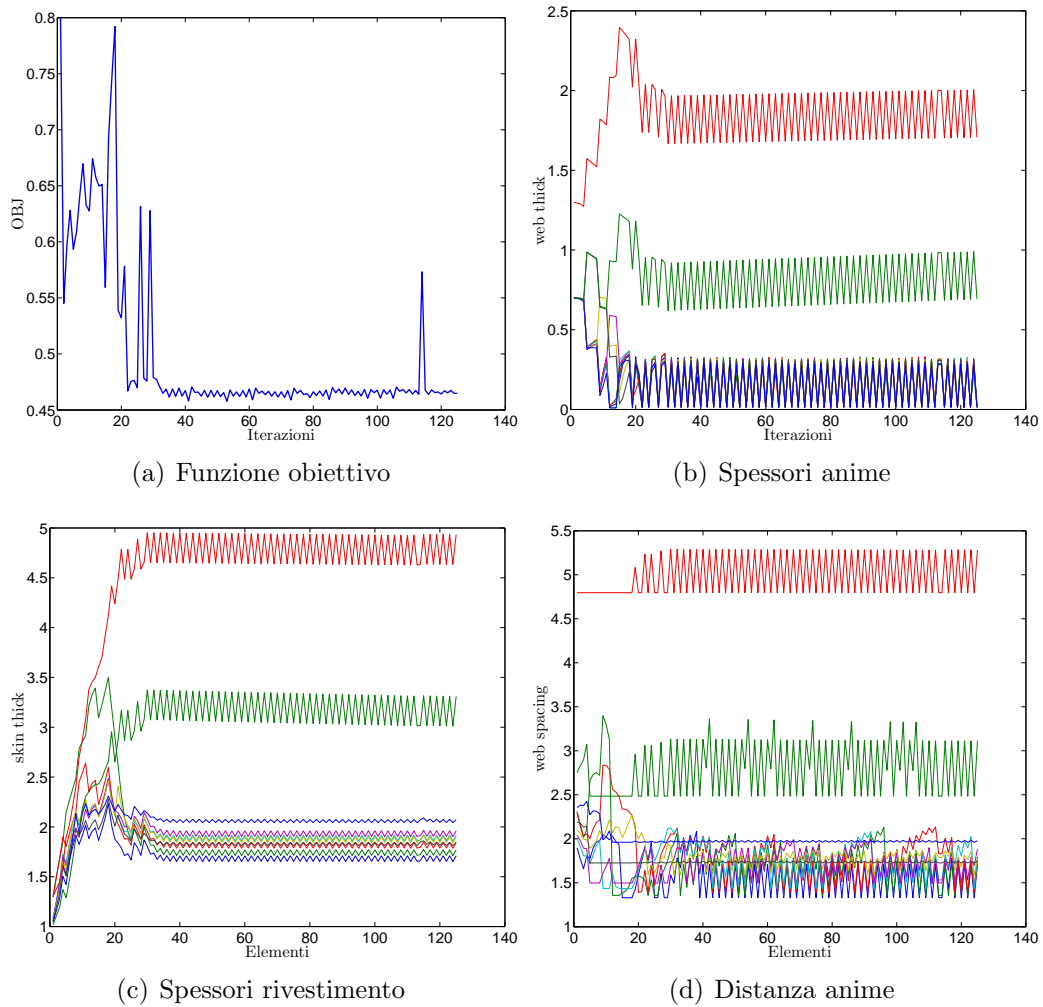 0.8
0.75
0.7
0.65
0.6
0.55
0.5
0.45
OBJ
0 20 40 60 80 100 120 140
Iterazioni
(a) Funzione obiettivo
2.5
2
1.5
1
0.5
0
web thick
0 20 40 60 80 100 120 140
Iterazioni
(b) Spessori anime
5
4.5
4
3.5
3
2.5
2
1.5
1
skin thick
0 20 40 60 80 100 120 140
Elementi
(c) Spessori rivestimento
5.5
5
4.5
4
3.5
3
2.5
2
1.5
1
web spacing
0 20 40 60 80 100 120 140
Elementi
(d) Distanza anime